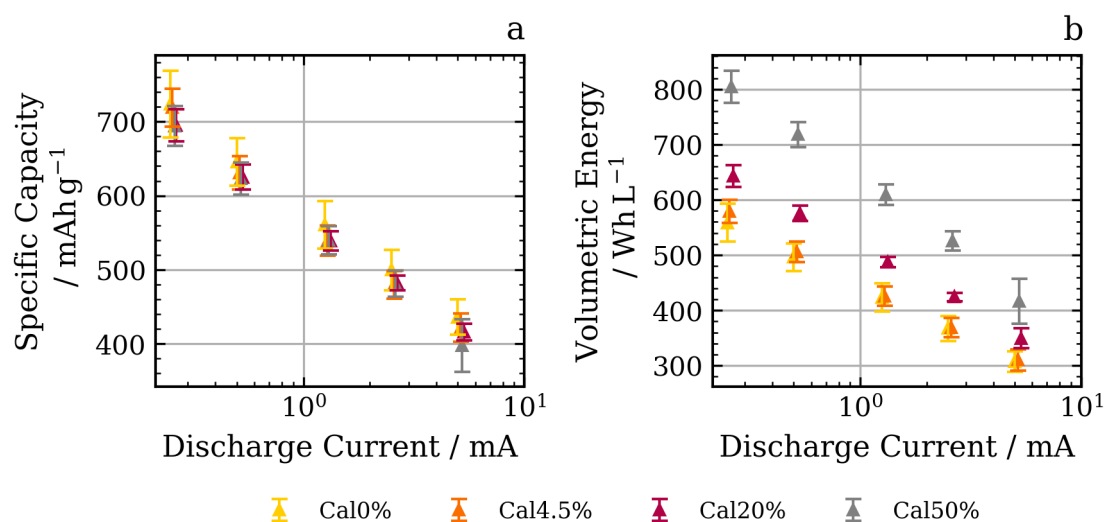 a
b
Specific Capacity
/ mAh g⁻¹
700
600
500
400
10⁰
10¹
Discharge Current / mA
Volumetric Energy
/ Wh L⁻¹
800
700
600
500
400
300
10⁰
10¹
Discharge Current / mA
Cal0%
Cal4.5%
Cal20%
Cal50%